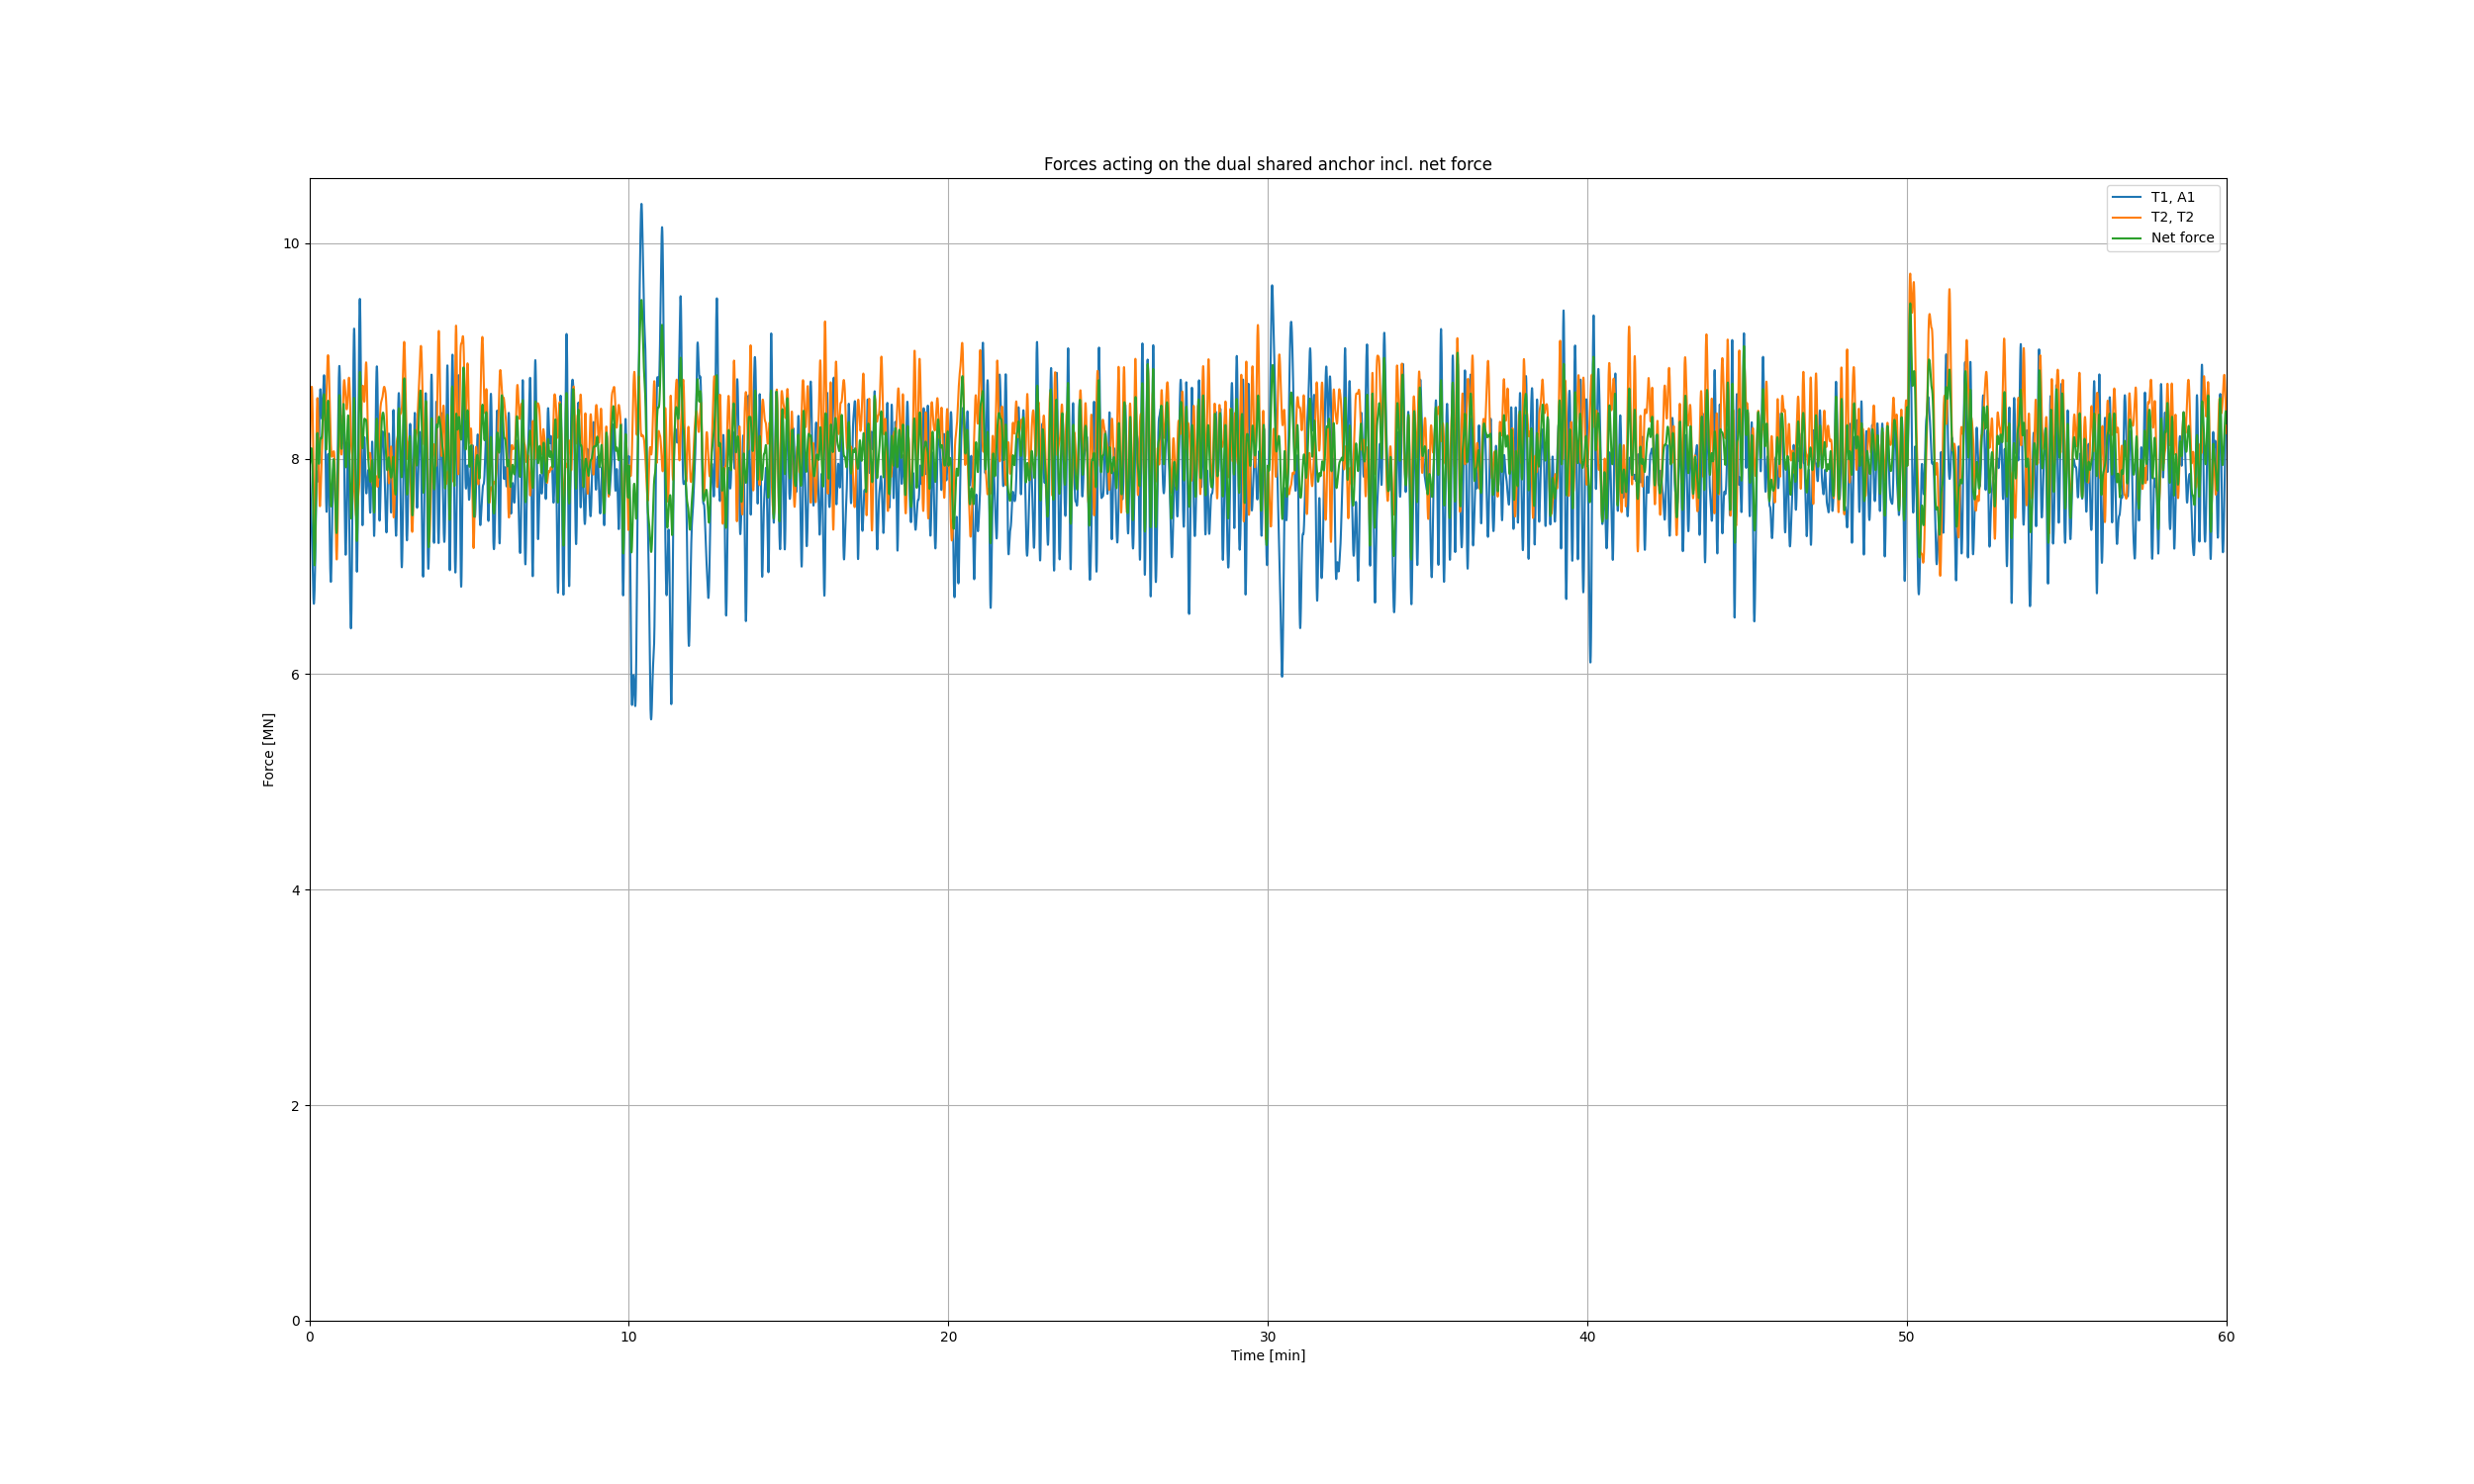 Forces acting on the dual shared anchor incl. net force
T1, A1
T2, T2
Net force
10
8
6
4
2
0
Force [MN]
0 10 20 30 40 50 60
Time [min]